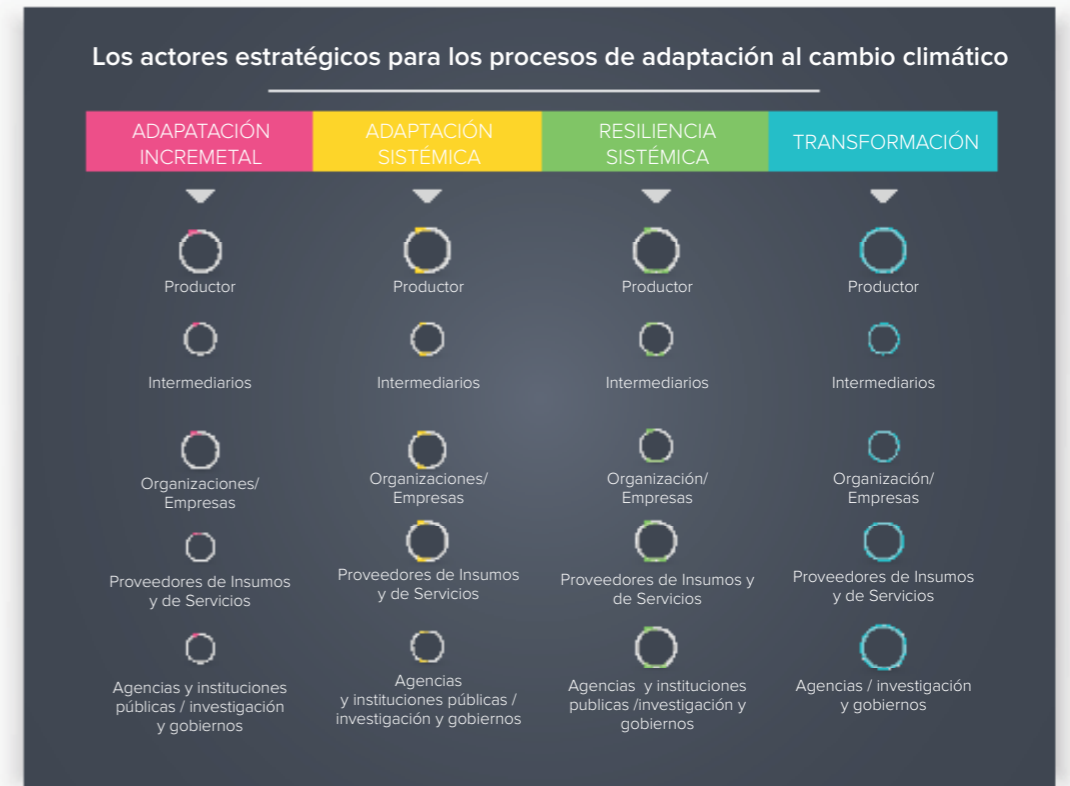 Los actores estratégicos para los procesos de adaptación al cambio climático
ADAPATACIÓN
INCREMETAL
ADAPTACIÓN
SISTÉMICA
RESILIENCIA
SISTÉMICA
TRANSFORMACIÓN
Productor
Productor
Productor
Productor
Intermediarios
Intermediarios
Intermediarios
Intermediarios
Organizaciones/
Empresas
Organizaciones/
Empresas
Organización/
Empresas
Organización/
Empresas
Proveedores de Insumos
y de Servicios
Proveedores de Insumos
y de Servicios
Proveedores de Insumos y
de Servicios
Proveedores de Insumos
y de Servicios
Agencias y instituciones
públicas / investigación
y gobiernos
Agencias
y instituciones públicas /
investigación y gobiernos
Agencias y instituciones
publicas /investigación y
gobiernos
Agencias / investigación
y gobiernos